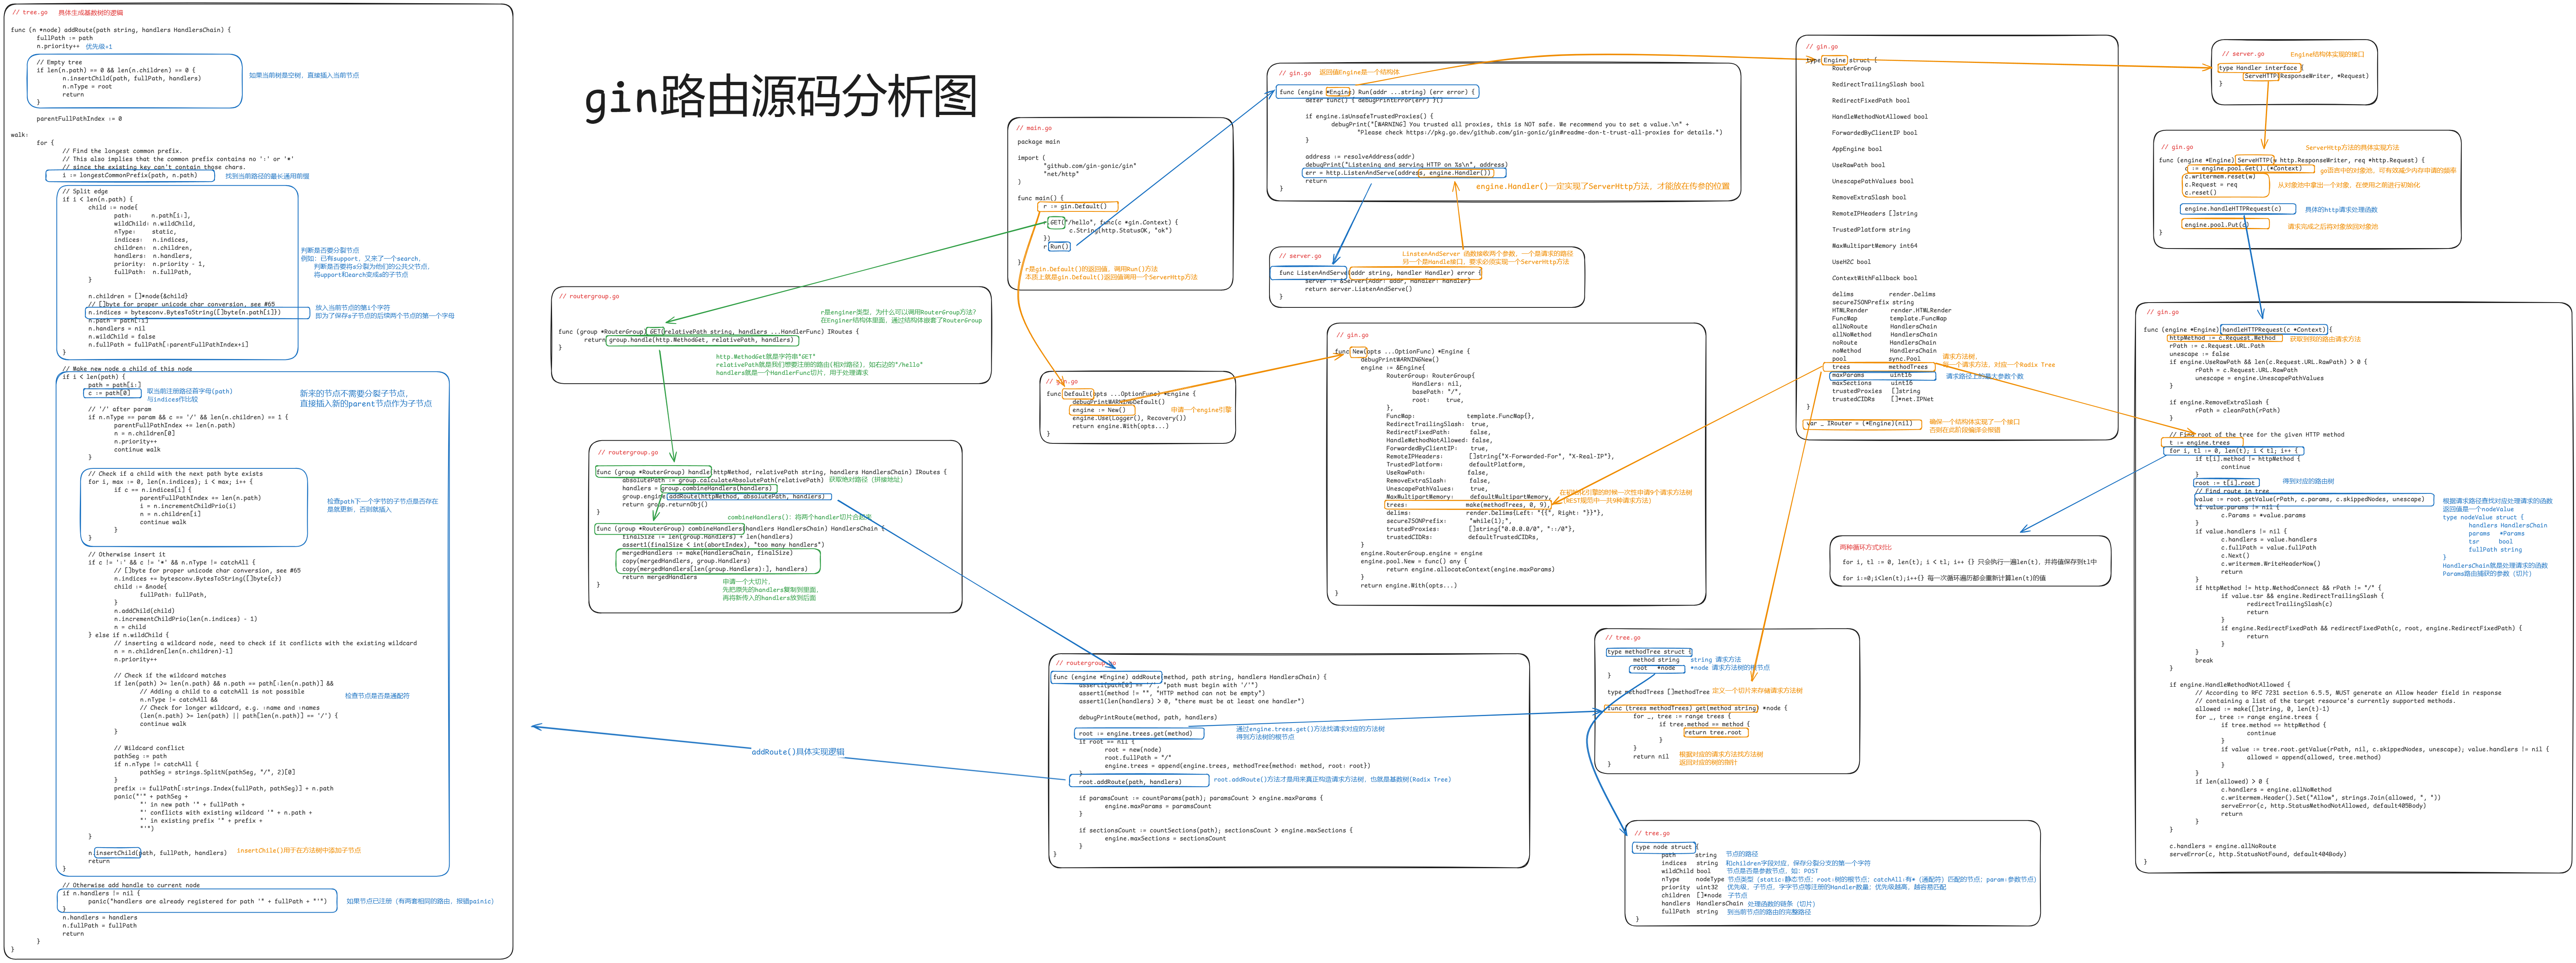 // tree.go 具体生成基数树的逻辑
func (n *node) addRoute(path string, handlers HandlersChain) {
fullPath := path
n.priority++ 优先级+1
// Empty tree
if len(n.path) == 0 && len(n.children) == 0 {
n.insertChild(path, fullPath, handlers)
n.nType = root
return
}
如果当前树是空树，直接插入当前节点
parentFullPathIndex := 0
walk:
for {
// Find the longest common prefix.
// This also implies that the common prefix contains no ':' or '*'
// since the existing key can't contain those chars.
i := longestCommonPrefix(path, n.path) 找到当前路径的最长通用前缀
// Split edge
if i < len(n.path) {
child := node{
path: n.path[i:],
wildChild: n.wildChild,
nType: static,
indices: n.indices,
children: n.children,
handlers: n.handlers,
priority: n.priority - 1,
fullPath: n.fullPath,
}
判断是否要分裂节点
例如：已有support，又来了一个search，
判断是否要将s分裂为他们的公共父节点，
将upport和earch变成s的子节点
n.children = []*node{&child}
// []byte for proper unicode char conversion, see #65
n.indices = bytesconv.BytesToString([]byte{n.path[i]})
n.path = path[:i]
n.handlers = nil
n.wildChild = false
n.fullPath = fullPath[:parentFullPathIndex+i]
}
放入当前节点的第i个字符
即为了保存s子节点的后续两个节点的第一个字母
// Make new node a child of this node
if i < len(path) {
path = path[i:]
c := path[0]
取当前注册路径首字母(path)
与indices作比较
新来的节点不需要分裂子节点，
直接插入新的parent节点作为子节点
// '/' after param
if n.nType == param && c == '/' && len(n.children) == 1 {
parentFullPathIndex += len(n.path)
n = n.children[0]
n.priority++
continue walk
}
// Check if a child with the next path byte exists
for i, max := 0, len(n.indices); i < max; i++ {
if c == n.indices[i] {
parentFullPathIndex += len(n.path)
i = n.incrementChildPrio(i)
n = n.children[i]
continue walk
}
}
检查path下一个字节的子节点是否存在
是就更新，否则就插入
// Otherwise insert it
if c != ':' && c != '*' && n.nType != catchAll {
// []byte for proper unicode char conversion, see #65
n.indices += bytesconv.BytesToString([]byte{c})
child := &node{
fullPath: fullPath,
}
n.addChild(child)
n.incrementChildPrio(len(n.indices) - 1)
n = child
} else if n.wildChild {
// inserting a wildcard node, need to check if it conflicts with the existing wildcard
n = n.children[len(n.children)-1]
n.priority++
// Check if the wildcard matches
if len(path) >= len(n.path) && n.path == path[:len(n.path)] &&
// Adding a child to a catchAll is not possible
n.nType != catchAll &&
// Check for longer wildcard, e.g. :name and :names
(len(n.path) >= len(path) || path[len(n.path)] == '/') {
continue walk
}
检查节点是否是通配符
// Wildcard conflict
pathSeg := path
if n.nType != catchAll {
pathSeg = strings.SplitN(pathSeg, "/", 2)[0]
}
prefix := fullPath[:strings.Index(fullPath, pathSeg)] + n.path
panic("'" + pathSeg +
"' in new path '" + fullPath +
"' conflicts with existing wildcard '" + n.path +
"' in existing prefix '" + prefix +
"'")
}
n.insertChild(path, fullPath, handlers) insertChile()用于在方法树中添加子节点
return
}
// Otherwise add handle to current node
if n.handlers != nil {
panic("handlers are already registered for path '" + fullPath + "'")
}
如果节点已注册（有两套相同的路由，报错painic）
n.handlers = handlers
n.fullPath = fullPath
return
}
}
gin路由源码分析图
// main.go
package main
import (
"github.com/gin-gonic/gin"
"net/http"
)
func main() {
r := gin.Default()
GET("/hello", func(c *gin.Context) {
c.String(http.StatusOK, "ok")
})
r Run()
}
r是gin.Default()的返回值，调用Run()方法
本质上就是gin.Default()返回值调用一个ServerHttp方法
// routergroup.go
r是enginer类型，为什么可以调用RouterGroup方法？
在Enginer结构体里面，通过结构体嵌套了RouterGroup
func (group *RouterGroup) GET(relativePath string, handlers ...HandlerFunc) IRoutes {
return group.handle(http.MethodGet, relativePath, handlers)
}
http.MethodGet就是字符串"GET"
relativePath就是我们想要注册的路由(相对路径)，如右边的"/hello"
handlers就是一个HandlerFunc切片，用于处理请求
// routergroup.go
func (group *RouterGroup) handle(httpMethod, relativePath string, handlers HandlersChain) IRoutes {
absolutePath := group.calculateAbsolutePath(relativePath) 获取绝对路径（拼接地址）
handlers = group.combineHandlers(handlers)
group.engine.addRoute(httpMethod, absolutePath, handlers)
return group.returnObj()
}
combineHandlers()：将两个handler切片合起来
func (group *RouterGroup) combineHandlers(handlers HandlersChain) HandlersChain {
finalSize := len(group.Handlers) + len(handlers)
assert1(finalSize < int(abortIndex), "too many handlers")
mergedHandlers := make(HandlersChain, finalSize)
copy(mergedHandlers, group.Handlers)
copy(mergedHandlers[len(group.Handlers):], handlers)
return mergedHandlers
}
申请一个大切片，
先把原先的handlers复制到里面，
再将新传入的handlers放到后面
addRoute()具体实现逻辑
// gin.go
func Default(opts ...OptionFunc) *Engine {
debugPrintWARNINGDefault()
engine := New() 申请一个engine引擎
engine.Use(Logger(), Recovery())
return engine.With(opts...)
}
// gin.go 返回值Engine是一个结构体
func (engine *Engine) Run(addr ...string) (err error) {
defer func() { debugPrintError(err) }()
if engine.isUnsafeTrustedProxies() {
debugPrint("[WARNING] You trusted all proxies, this is NOT safe. We recommend you to set a value.\n" +
"Please check https://pkg.go.dev/github.com/gin-gonic/gin#readme-don-t-trust-all-proxies for details.")
}
address := resolveAddress(addr)
debugPrint("Listening and serving HTTP on %s\n", address)
err = http.ListenAndServe(address, engine.Handler())
return
}
engine.Handler()一定实现了ServerHttp方法，才能放在传参的位置
// server.go
LinstenAndServer 函数接收两个参数，一个是请求的路径
另一个是Handle接口，要求必须实现一个ServerHttp方法
func ListenAndServe(addr string, handler Handler) error {
server := &Server{Addr: addr, Handler: handler}
return server.ListenAndServe()
}
// gin.go
func New(opts ...OptionFunc) *Engine {
debugPrintWARNINGNew()
engine := &Engine{
RouterGroup: RouterGroup{
Handlers: nil,
basePath: "/",
root: true,
},
FuncMap: template.FuncMap{},
RedirectTrailingSlash: true,
RedirectFixedPath: false,
HandleMethodNotAllowed: false,
ForwardedByClientIP: true,
RemoteIPHeaders: []string{"X-Forwarded-For", "X-Real-IP"},
TrustedPlatform: defaultPlatform,
UseRawPath: false,
RemoveExtraSlash: false,
UnescapePathValues: true,
MaxMultipartMemory: defaultMultipartMemory,
trees: make(methodTrees, 0, 9),
delims: render.Delims{Left: "{{", Right: "}}"},
secureJSONPrefix: "while(1);",
trustedProxies: []string{"0.0.0.0/0", "::/0"},
trustedCIDRs: defaultTrustedCIDRs,
}
engine.RouterGroup.engine = engine
engine.pool.New = func() any {
return engine.allocateContext(engine.maxParams)
}
return engine.With(opts...)
}
在初始化引擎的时候一次性申请9个请求方法树
（REST规范中一共9种请求方法）
// routergroup.go
func (engine *Engine) addRoute(method, path string, handlers HandlersChain) {
assert1(path[0] == '/', "path must begin with '/'")
assert1(method != "", "HTTP method can not be empty")
assert1(len(handlers) > 0, "there must be at least one handler")
debugPrintRoute(method, path, handlers)
root := engine.trees.get(method)
if root == nil {
root = new(node)
root.fullPath = "/"
engine.trees = append(engine.trees, methodTree{method: method, root: root})
}
通过engine.trees.get()方法找请求对应的方法树
得到方法树的根节点
root.addRoute(path, handlers) root.addRoute()方法才是用来真正构造请求方法树，也就是基数树(Radix Tree)
if paramsCount := countParams(path); paramsCount > engine.maxParams {
engine.maxParams = paramsCount
}
if sectionsCount := countSections(path); sectionsCount > engine.maxSections {
engine.maxSections = sectionsCount
}
}
// gin.go
type Engine struct {
RouterGroup
RedirectTrailingSlash bool
RedirectFixedPath bool
HandleMethodNotAllowed bool
ForwardedByClientIP bool
AppEngine bool
UseRawPath bool
UnescapePathValues bool
RemoveExtraSlash bool
RemoteIPHeaders []string
TrustedPlatform string
MaxMultipartMemory int64
UseH2C bool
ContextWithFallback bool
delims render.Delims
secureJSONPrefix string
HTMLRender render.HTMLRender
FuncMap template.FuncMap
allNoRoute HandlersChain
allNoMethod HandlersChain
noRoute HandlersChain
noMethod HandlersChain
pool sync.Pool
trees methodTrees
maxParams uint16
maxSections uint16
trustedProxies []string
trustedCIDRs []*net.IPNet
}
请求方法树，
每一个请求方法，对应一个Radix Tree
请求路径上的最大参数个数
var _ IRouter = (*Engine)(nil)
确保一个结构体实现了一个接口
否则在此阶段编译会报错
两种循环方式对比
for i, tl := 0, len(t); i < tl; i++ {} 只会执行一遍len(t)，并将值保存到tl中
for i:=0;i<len(t);i++{} 每一次循环遍历都会重新计算len(t)的值
// tree.go
type methodTree struct {
method string string 请求方法
root *node *node 请求方法树的根节点
}
type methodTrees []methodTree 定义一个切片来存储请求方法树
func (trees methodTrees) get(method string) *node {
for _, tree := range trees {
if tree.method == method {
return tree.root
}
}
return nil
}
根据对应的请求方法找方法树
返回对应的树的指针
// tree.go
type node struct {
path string 节点的路径
indices string 和children字段对应，保存分裂分支的第一个字符
wildChild bool 节点是否是参数节点，如：POST
nType nodeType 节点类型（static:静态节点；root:树的根节点；catchAll:有*（通配符）匹配的节点；param:参数节点）
priority uint32 优先级，子节点、字字节点等注册的Handler数量；优先级越高，越容易匹配
children []*node 子节点
handlers HandlersChain 处理函数的链条（切片）
fullPath string 到当前节点的路由的完整路径
}
// server.go Engine结构体实现的接口
type Handler interface {
ServeHTTP(ResponseWriter, *Request)
}
// gin.go ServerHttp方法的具体实现方法
func (engine *Engine) ServeHTTP(w http.ResponseWriter, req *http.Request) {
c := engine.pool.Get().(*Context) go语言中的对象池，可有效减少内存申请的频率
c.writermem.reset(w)
c.Request = req
c.reset()
从对象池中拿出一个对象，在使用之前进行初始化
engine.handleHTTPRequest(c) 具体的http请求处理函数
engine.pool.Put(c) 请求完成之后再对象放回对象池
}
// gin.go
func (engine *Engine) handleHTTPRequest(c *Context) {
httpMethod := c.Request.Method 获取到我的路由请求方法
rPath := c.Request.URL.Path
unescape := false
if engine.UseRawPath && len(c.Request.URL.RawPath) > 0 {
rPath = c.Request.URL.RawPath
unescape = engine.UnescapePathValues
}
if engine.RemoveExtraSlash {
rPath = cleanPath(rPath)
}
// Find root of the tree for the given HTTP method
t := engine.trees
for i, tl := 0, len(t); i < tl; i++ {
if t[i].method != httpMethod {
continue
}
root := t[i].root 得到对应的路由树
// Find route in tree
value := root.getValue(rPath, c.params, c.skippedNodes, unescape)
if value.params != nil {
c.Params = *value.params
}
if value.handlers != nil {
c.handlers = value.handlers
c.fullPath = value.fullPath
c.Next()
c.writermem.WriteHeaderNow()
return
}
根据请求路径查找对应处理请求的函数
返回值是一个nodeValue
type nodeValue struct {
handlers HandlersChain
params *Params
tsr bool
fullPath string
}
HandlersChain就是处理请求的函数
Params路由捕获的参数（切片）
if httpMethod != http.MethodConnect && rPath != "/" {
if value.tsr && engine.RedirectTrailingSlash {
redirectTrailingSlash(c)
return
}
if engine.RedirectFixedPath && redirectFixedPath(c, root, engine.RedirectFixedPath) {
return
}
}
break
}
if engine.HandleMethodNotAllowed {
// According to RFC 7231 section 6.5.5, MUST generate an Allow header field in response
// containing a list of the target resource's currently supported methods.
allowed := make([]string, 0, len(t)-1)
for _, tree := range engine.trees {
if tree.method == httpMethod {
continue
}
if value := tree.root.getValue(rPath, nil, c.skippedNodes, unescape); value.handlers != nil {
allowed = append(allowed, tree.method)
}
}
if len(allowed) > 0 {
c.handlers = engine.allNoMethod
c.writermem.Header().Set("Allow", strings.Join(allowed, ", "))
serveError(c, http.StatusMethodNotAllowed, default405Body)
return
}
}
c.handlers = engine.allNoRoute
serveError(c, http.StatusNotFound, default404Body)
}